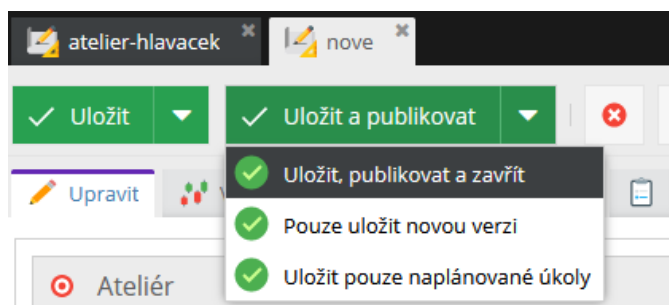 atelier-hlavacek
nove
Uložit
Uložit a publikovat
Uložit, publikovat a zavřít
Upravit
Pouze uložit novou verzi
Uložit pouze naplánované úkoly
Ateliér